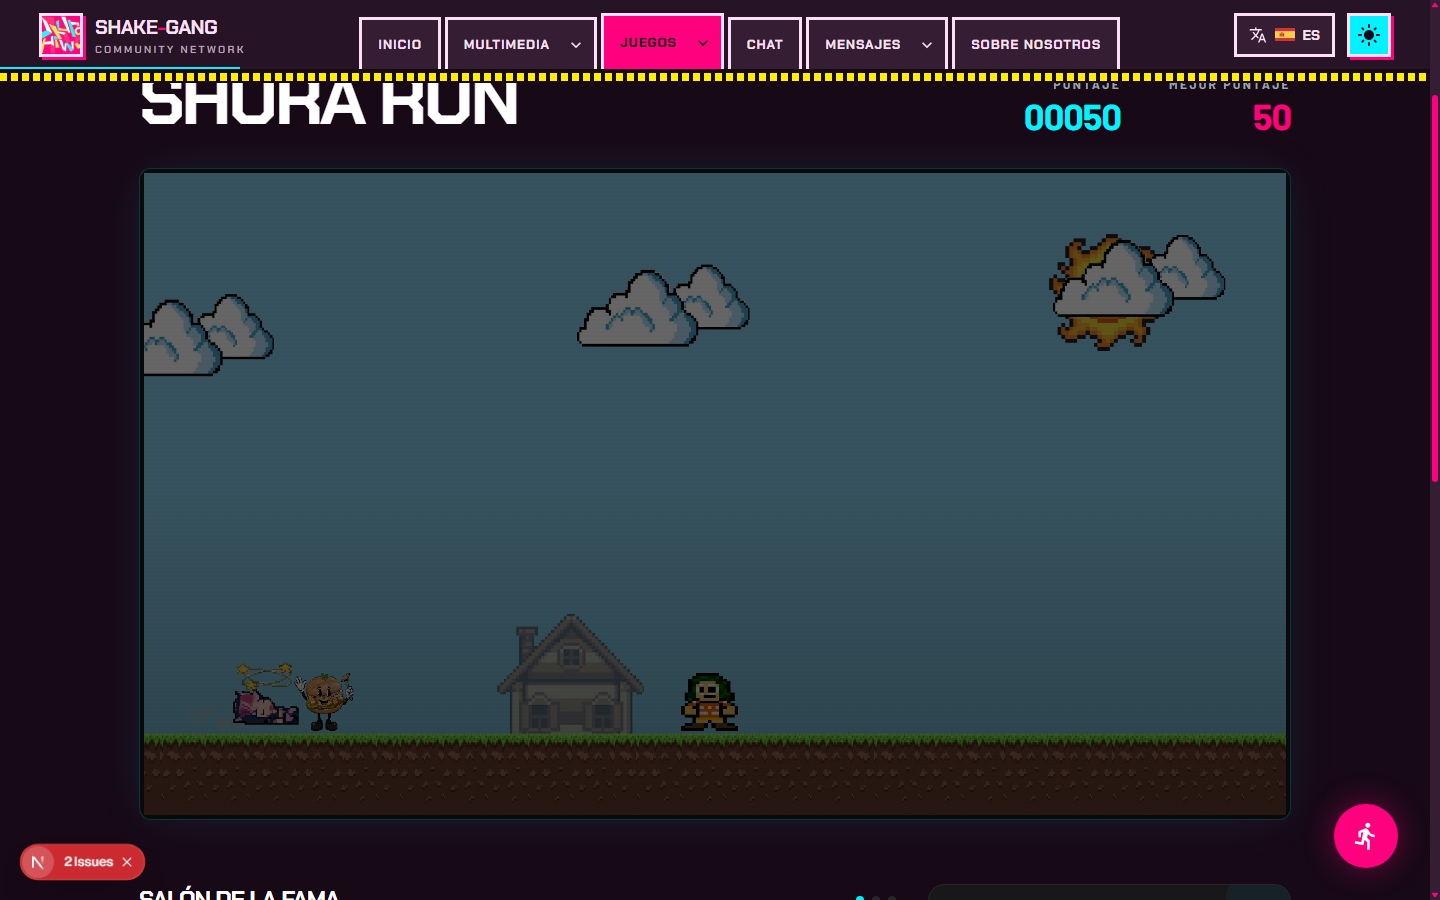 SHAKE-GANG
COMMUNITY NETWORK
INICIO
MULTIMEDIA
JUEGOS
CHAT
MENSAJES
SOBRE NOSOTROS
ES
SHURA RUN
PUNTAJE
00050
MEJOR PUNTAJE
50
2 Issues
SALÓN DE LA FAMA